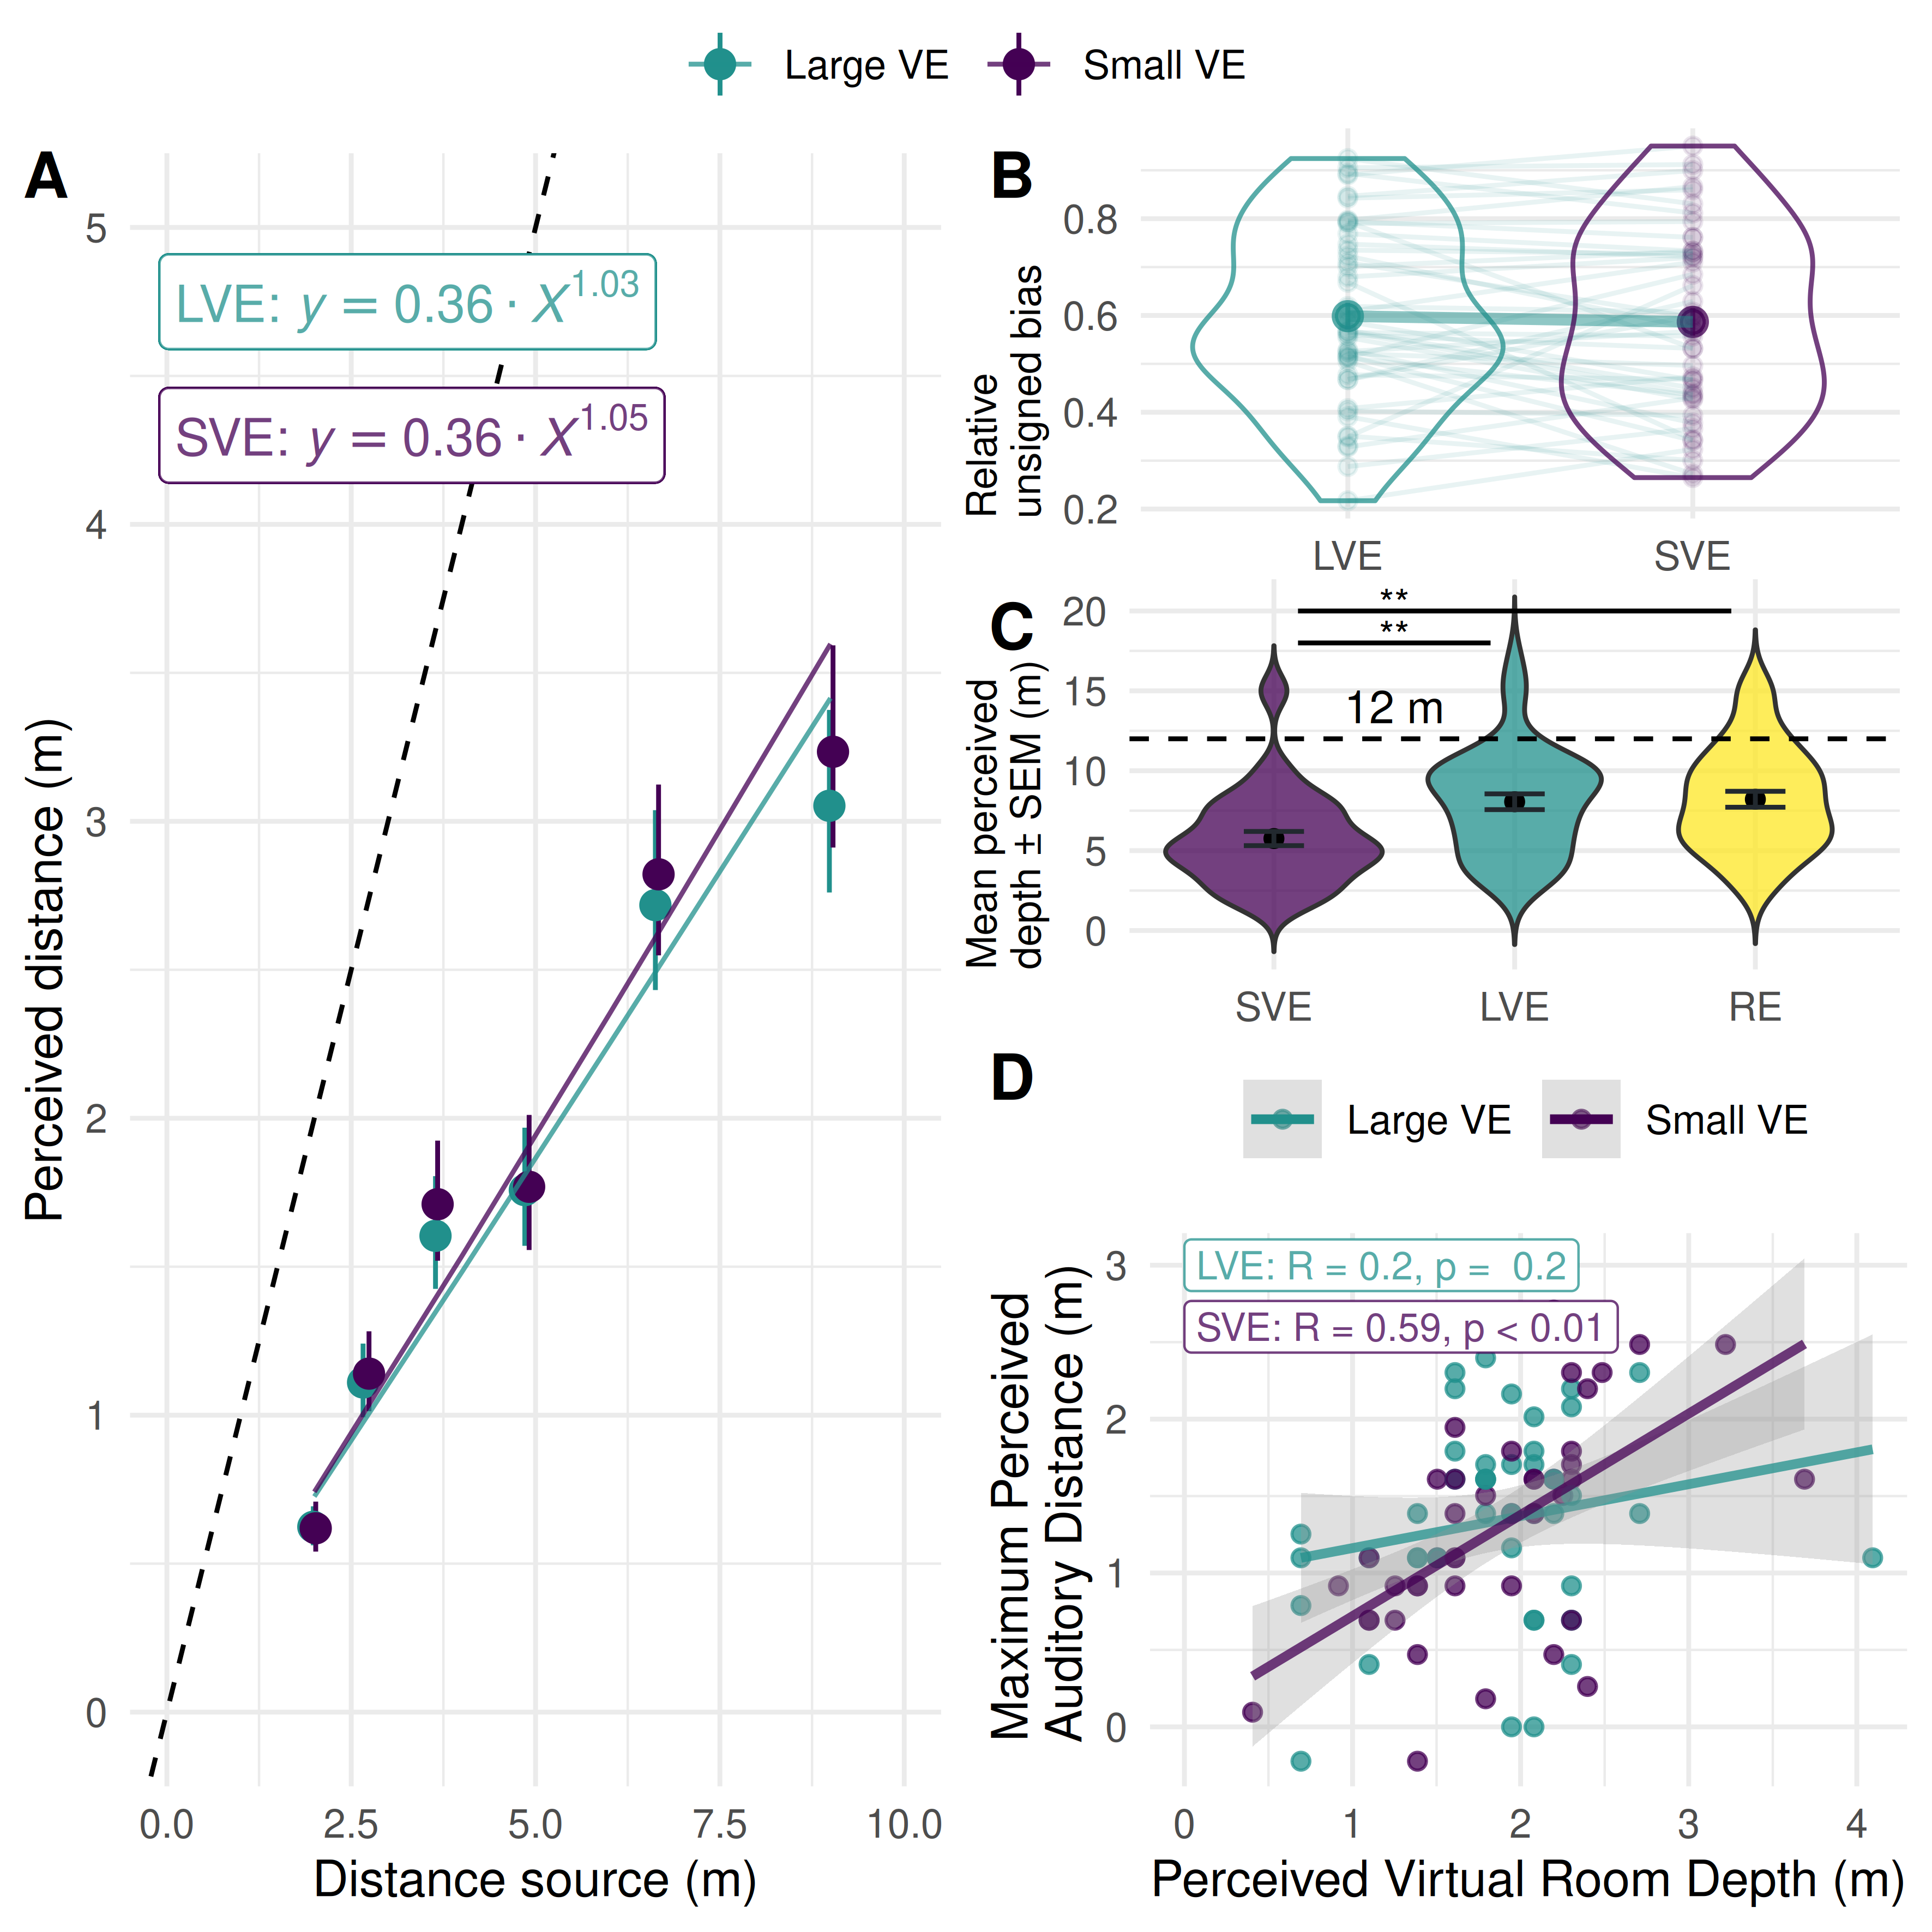 Large VE
Small VE
A
5
4
3
2
1
0
LVE: y = 0.36 · X^1.03
SVE: y = 0.36 · X^1.05
Perceived distance (m)
0.0 2.5 5.0 7.5 10.0
Distance source (m)
B
0.8
0.6
0.4
0.2
Relative
unsigned bias
LVE SVE
C
20
15
10
5
0
**
**
12 m
Mean perceived
depth ± SEM (m)
SVE LVE RE
D
Large VE
Small VE
3
2
1
0
LVE: R = 0.2, p =  0.2
SVE: R = 0.59, p < 0.01
Maximum Perceived
Auditory Distance (m)
0 1 2 3 4
Perceived Virtual Room Depth (m)